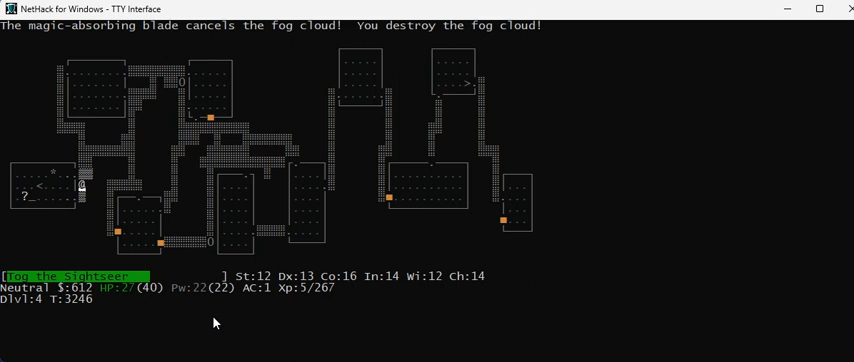 NetHack for Windows - TTY Interface
The magic-absorbing blade cancels the fog cloud!  You destroy the fog cloud!
[Tog the Sightseer          ] St:12 Dx:13 Co:16 In:14 Wi:12 Ch:14
Neutral $:612 HP:27(40) Pw:22(22) AC:1 Xp:5/267
Dlvl:4 T:3246